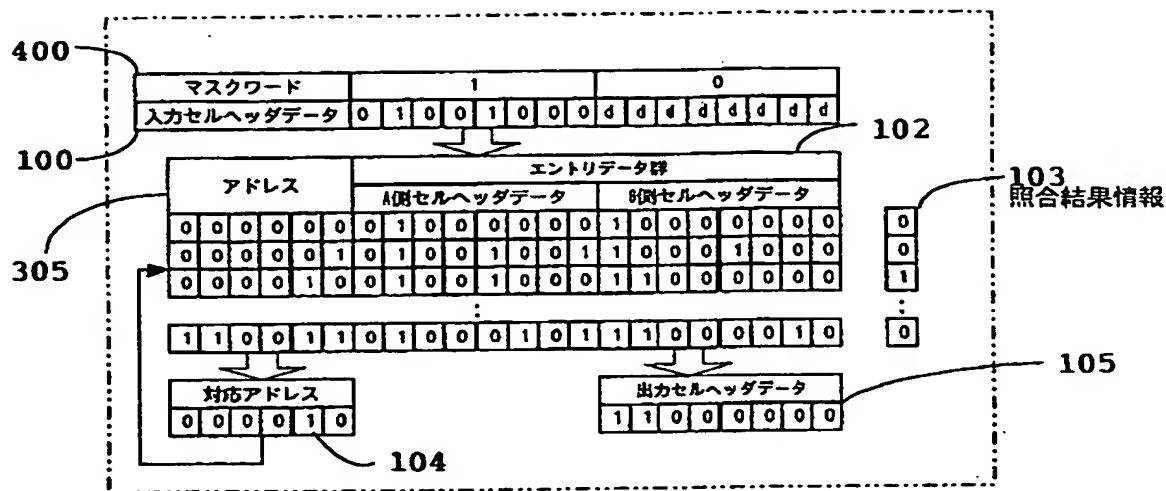 400
マスクワード 1 0
入力セルヘッダデータ 0 1 0 0 1 0 0 0 d d d d d d d d
100
102
アドレス
エントリデータ群
A側セルヘッダデータ B側セルヘッダデータ
103
照合結果情報
0 0 0 0 0 0 0 1 0 0 0 0 0 0 1 0 0 0 0 0 0 0 0
0 0 0 0 0 1 0 1 0 0 1 0 0 1 1 0 0 0 1 0 0 0 0
0 0 0 0 1 0 0 1 0 0 1 0 0 0 1 1 0 0 0 0 0 0 1
305
1 1 0 0 1 1 0 1 0 0 0 1 0 1 1 1 0 0 0 0 1 0 0
対応アドレス
0 0 0 0 1 0
104
出力セルヘッダデータ
1 1 0 0 0 0 0 0
105